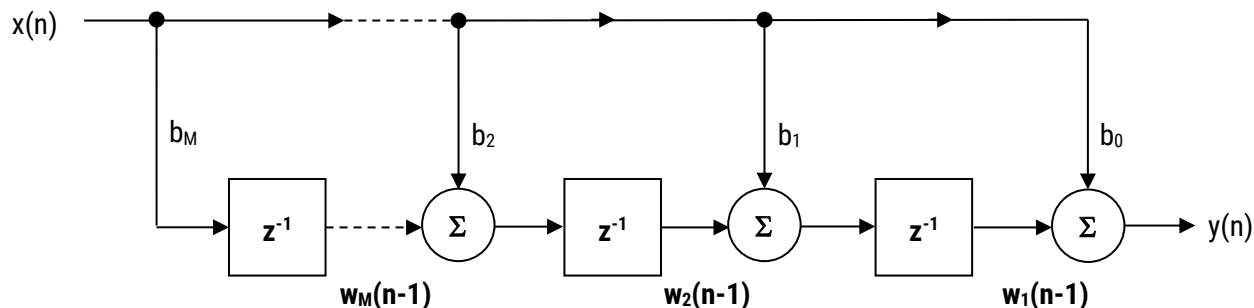 x(n)
b_M b_2 b_1 b_0
z^-1 Σ z^-1 Σ z^-1 Σ y(n)
w_M(n-1) w_2(n-1) w_1(n-1)